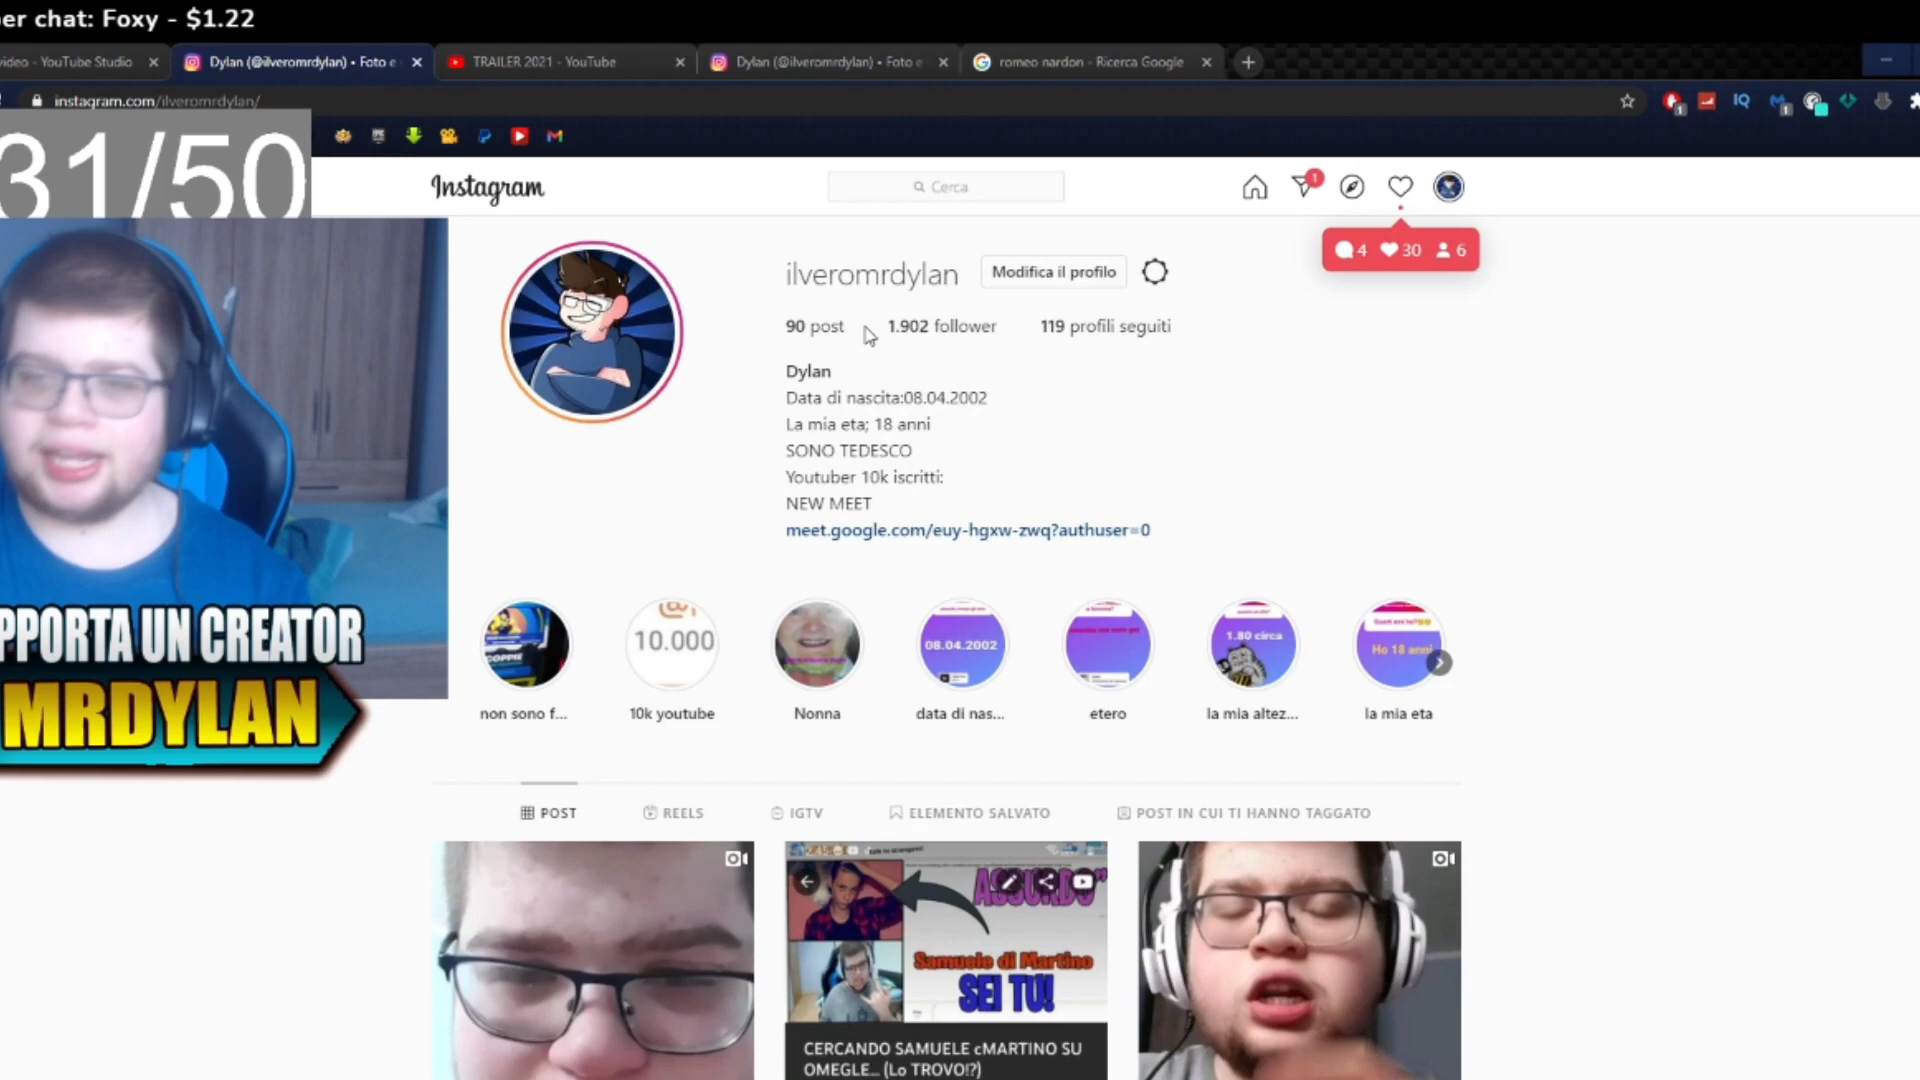 er chat: Foxy - $1.22
video - YouTube Studio
Dylan (@ilveromrdylan) • Foto e
TRAILER 2021 - YouTube
Dylan (@ilveromrdylan) • Foto e
romeo nardon - Ricerca Google
instagram.com/ilveromrdylan/
31/50
IQ
Instagram
Cerca
1
4 30 6
ilveromrdylan
Modifica il profilo
90 post
1.902 follower
119 profili seguiti
Dylan
Data di nascita:08.04.2002
La mia eta; 18 anni
SONO TEDESCO
Youtuber 10k iscritti:
NEW MEET
meet.google.com/euy-hgxw-zwq?authuser=0
PPORTA UN CREATOR
MRDYLAN
10.000
08.04.2002
1.80 circa
Ho 18 anni
non sono f...
10k youtube
Nonna
data di nas...
etero
la mia altez...
la mia eta
POST
REELS
IGTV
ELEMENTO SALVATO
POST IN CUI TI HANNO TAGGATO
ASSURDO"
Samuele di Martino
SEI TU!
CERCANDO SAMUELE cMARTINO SU
OMEGLE... (Lo TROVO!?)